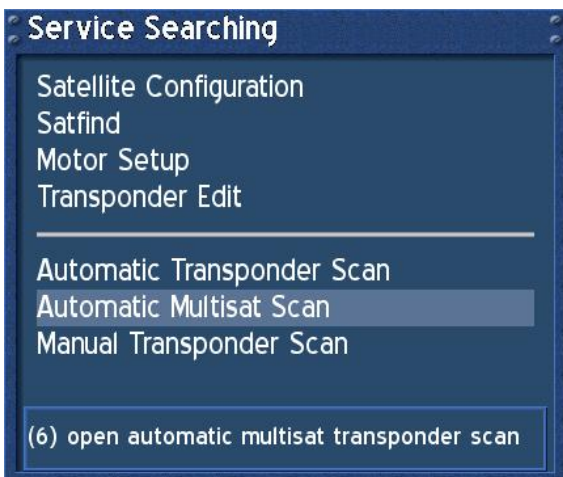 Service Searching
Satellite Configuration
Satfind
Motor Setup
Transponder Edit
Automatic Transponder Scan
Automatic Multisat Scan
Manual Transponder Scan
(6) open automatic multisat transponder scan